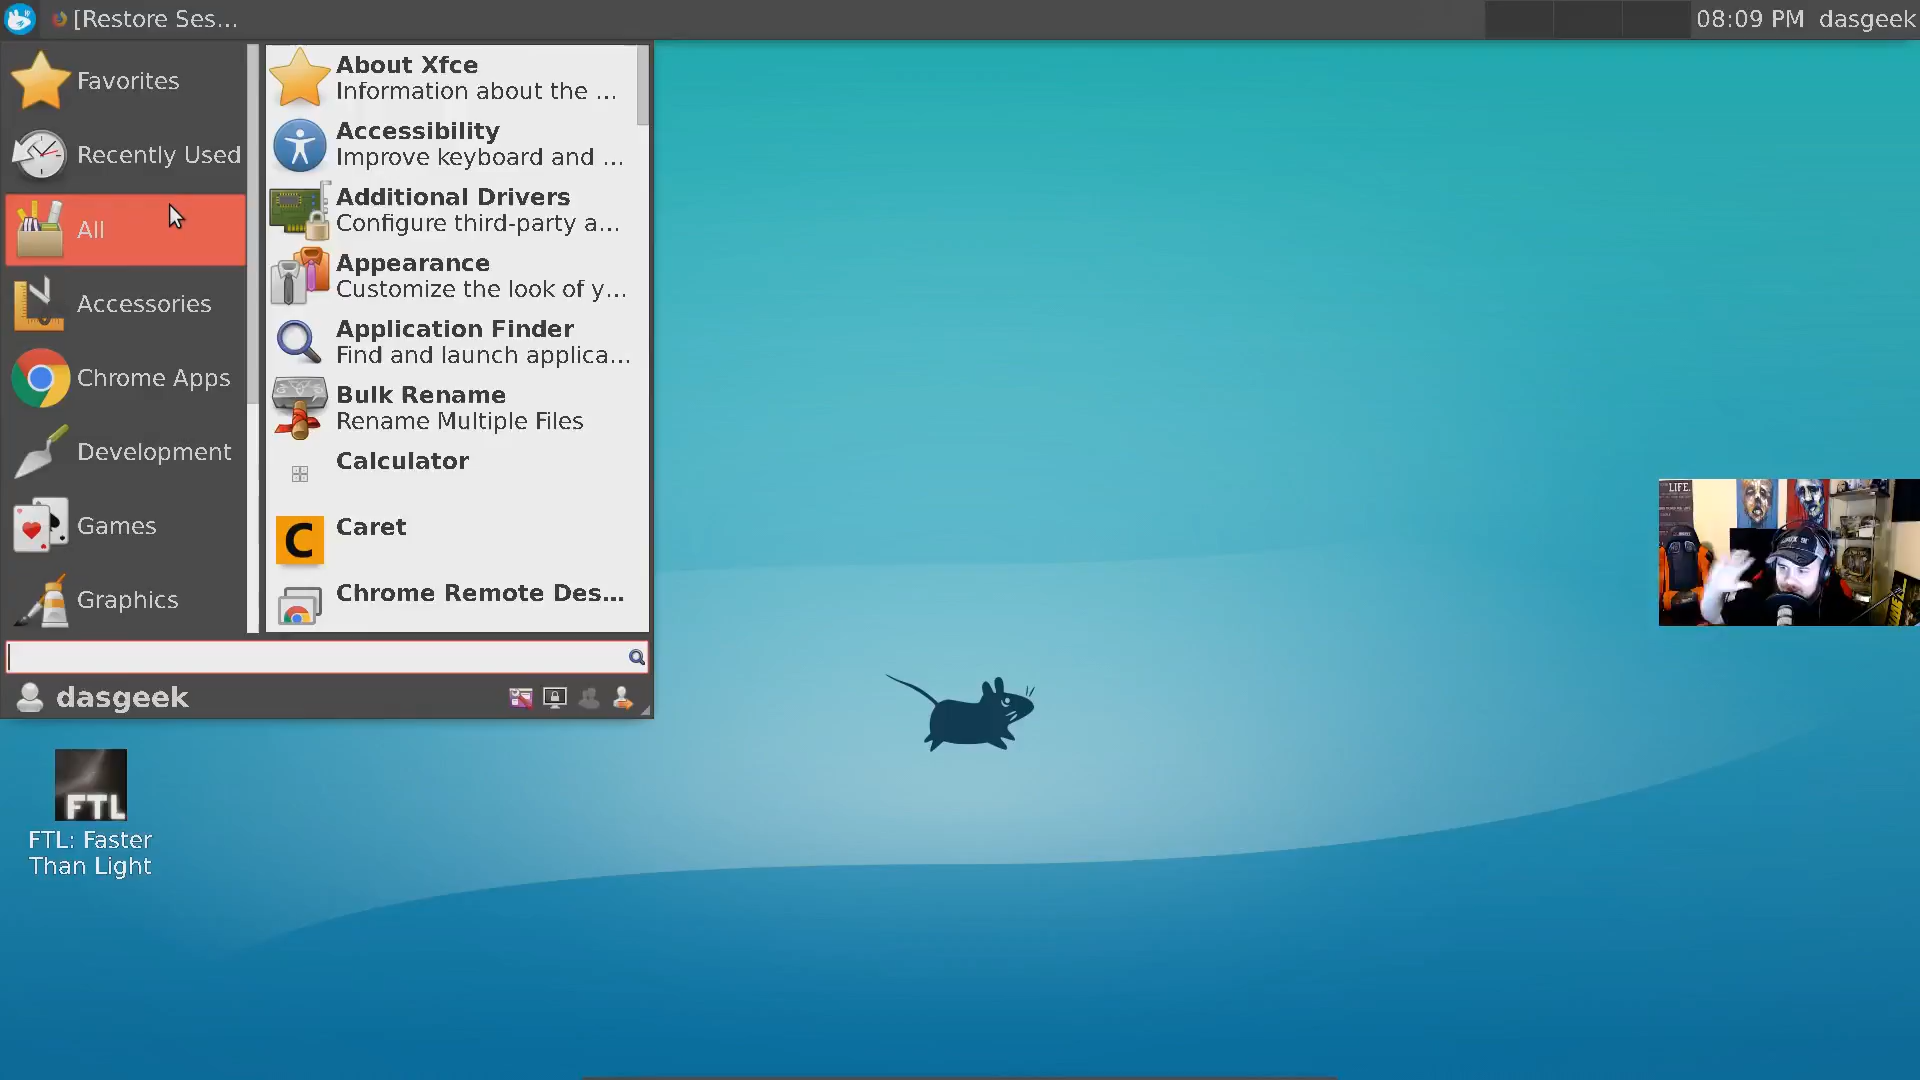 [Restore Ses...
08:09 PM dasgeek
Favorites
Recently Used
All
Accessories
Chrome Apps
Development
Games
Graphics
About Xfce
Information about the ...
Accessibility
Improve keyboard and ...
Additional Drivers
Configure third-party a...
Appearance
Customize the look of y...
Application Finder
Find and launch applica...
Bulk Rename
Rename Multiple Files
Calculator
C
Caret
Chrome Remote Des...
dasgeek
FTL
FTL: Faster
Than Light
LIFE.